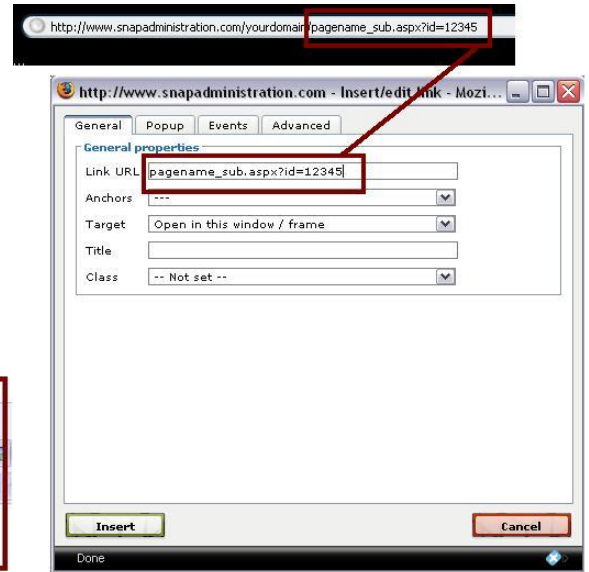 http://www.snapadministration.com/yourdomain/pagename_sub.aspx?id=12345
http://www.snapadministration.com - Insert/edit link - Mozi...
General Popup Events Advanced
General properties
Link URL pagename_sub.aspx?id=12345
Anchors ---
Target Open in this window / frame
Title
Class -- Not set --
Insert Cancel
Done